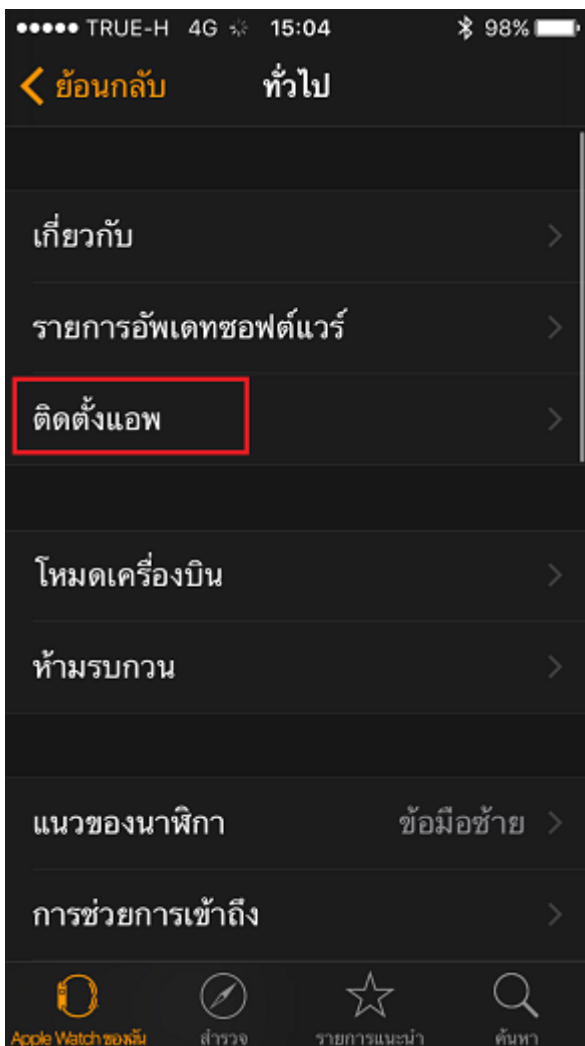 TRUE-H 4G 15:04 98%
ย้อนกลับ ทั่วไป
เกี่ยวกับ
รายการอัพเดทซอฟต์แวร์
ติดตั้งแอพ
โหมดเครื่องบิน
ห้ามรบกวน
แนวของนาฬิกา ข้อมือซ้าย
การช่วยการเข้าถึง
Apple Watch ของฉัน สำรวจ รายการแนะนำ ค้นหา